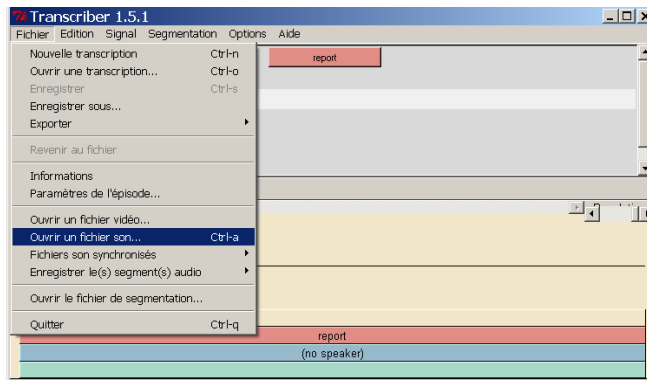 Transcriber 1.5.1
Fichier Edition Signal Segmentation Options Aide
Nouvelle transcription Ctrl-n
Ouvrir une transcription... Ctrl-o
Enregistrer Ctrl-s
Enregistrer sous...
Exporter
Revenir au fichier
Informations
Paramètres de l'épisode...
Ouvrir un fichier vidéo...
Ouvrir un fichier son... Ctrl-a
Fichiers son synchronisés
Enregistrer le(s) segment(s) audio
Ouvrir le fichier de segmentation...
Quitter Ctrl-q
report
report
(no speaker)